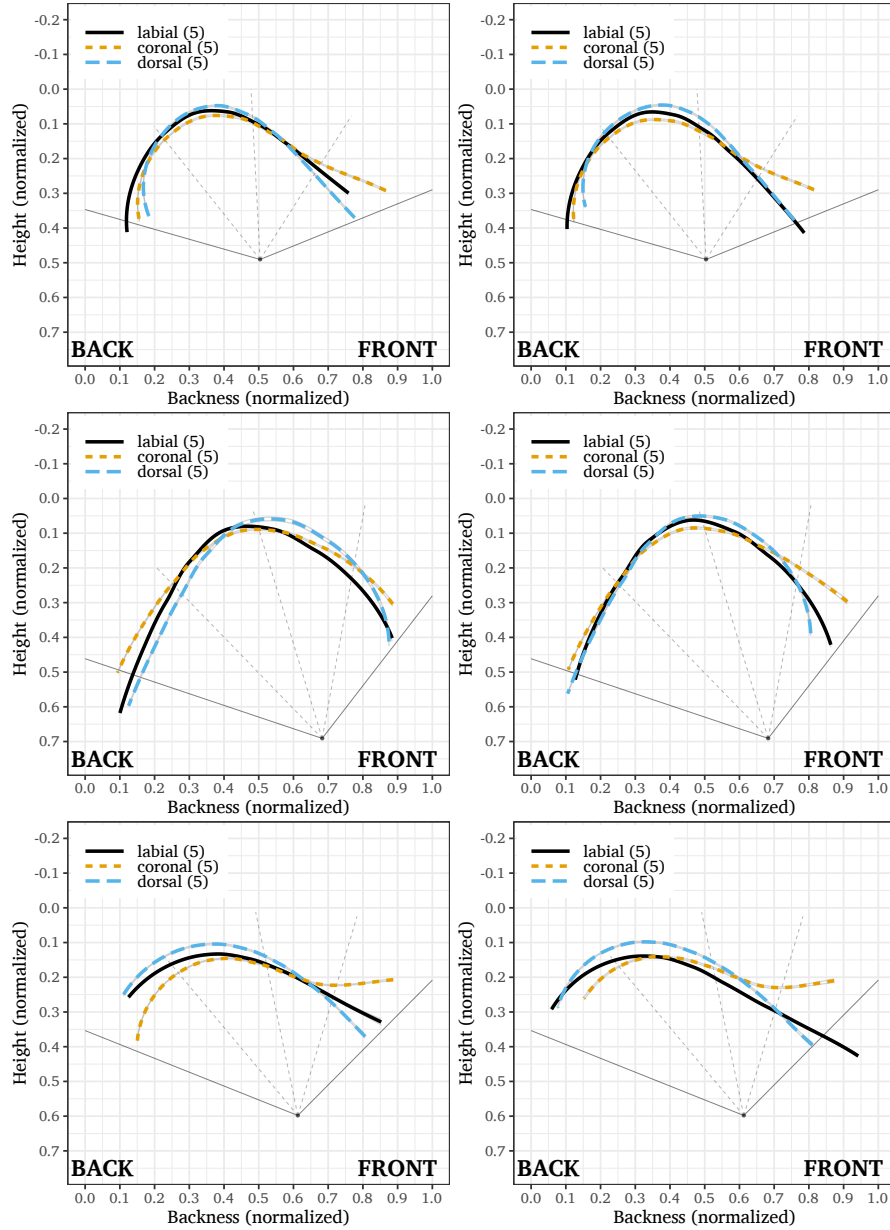 -0.2
-0.1
0.0
0.1
0.2
0.3
0.4
0.5
0.6
0.7
Height (normalized)
labial (5)
coronal (5)
dorsal (5)
BACK FRONT
0.0 0.1 0.2 0.3 0.4 0.5 0.6 0.7 0.8 0.9 1.0
Backness (normalized)
-0.2
-0.1
0.0
0.1
0.2
0.3
0.4
0.5
0.6
0.7
Height (normalized)
labial (5)
coronal (5)
dorsal (5)
BACK FRONT
0.0 0.1 0.2 0.3 0.4 0.5 0.6 0.7 0.8 0.9 1.0
Backness (normalized)
-0.2
-0.1
0.0
0.1
0.2
0.3
0.4
0.5
0.6
0.7
Height (normalized)
labial (5)
coronal (5)
dorsal (5)
BACK FRONT
0.0 0.1 0.2 0.3 0.4 0.5 0.6 0.7 0.8 0.9 1.0
Backness (normalized)
-0.2
-0.1
0.0
0.1
0.2
0.3
0.4
0.5
0.6
0.7
Height (normalized)
labial (5)
coronal (5)
dorsal (5)
BACK FRONT
0.0 0.1 0.2 0.3 0.4 0.5 0.6 0.7 0.8 0.9 1.0
Backness (normalized)
-0.2
-0.1
0.0
0.1
0.2
0.3
0.4
0.5
0.6
0.7
Height (normalized)
labial (5)
coronal (5)
dorsal (5)
BACK FRONT
0.0 0.1 0.2 0.3 0.4 0.5 0.6 0.7 0.8 0.9 1.0
Backness (normalized)
-0.2
-0.1
0.0
0.1
0.2
0.3
0.4
0.5
0.6
0.7
Height (normalized)
labial (5)
coronal (5)
dorsal (5)
BACK FRONT
0.0 0.1 0.2 0.3 0.4 0.5 0.6 0.7 0.8 0.9 1.0
Backness (normalized)